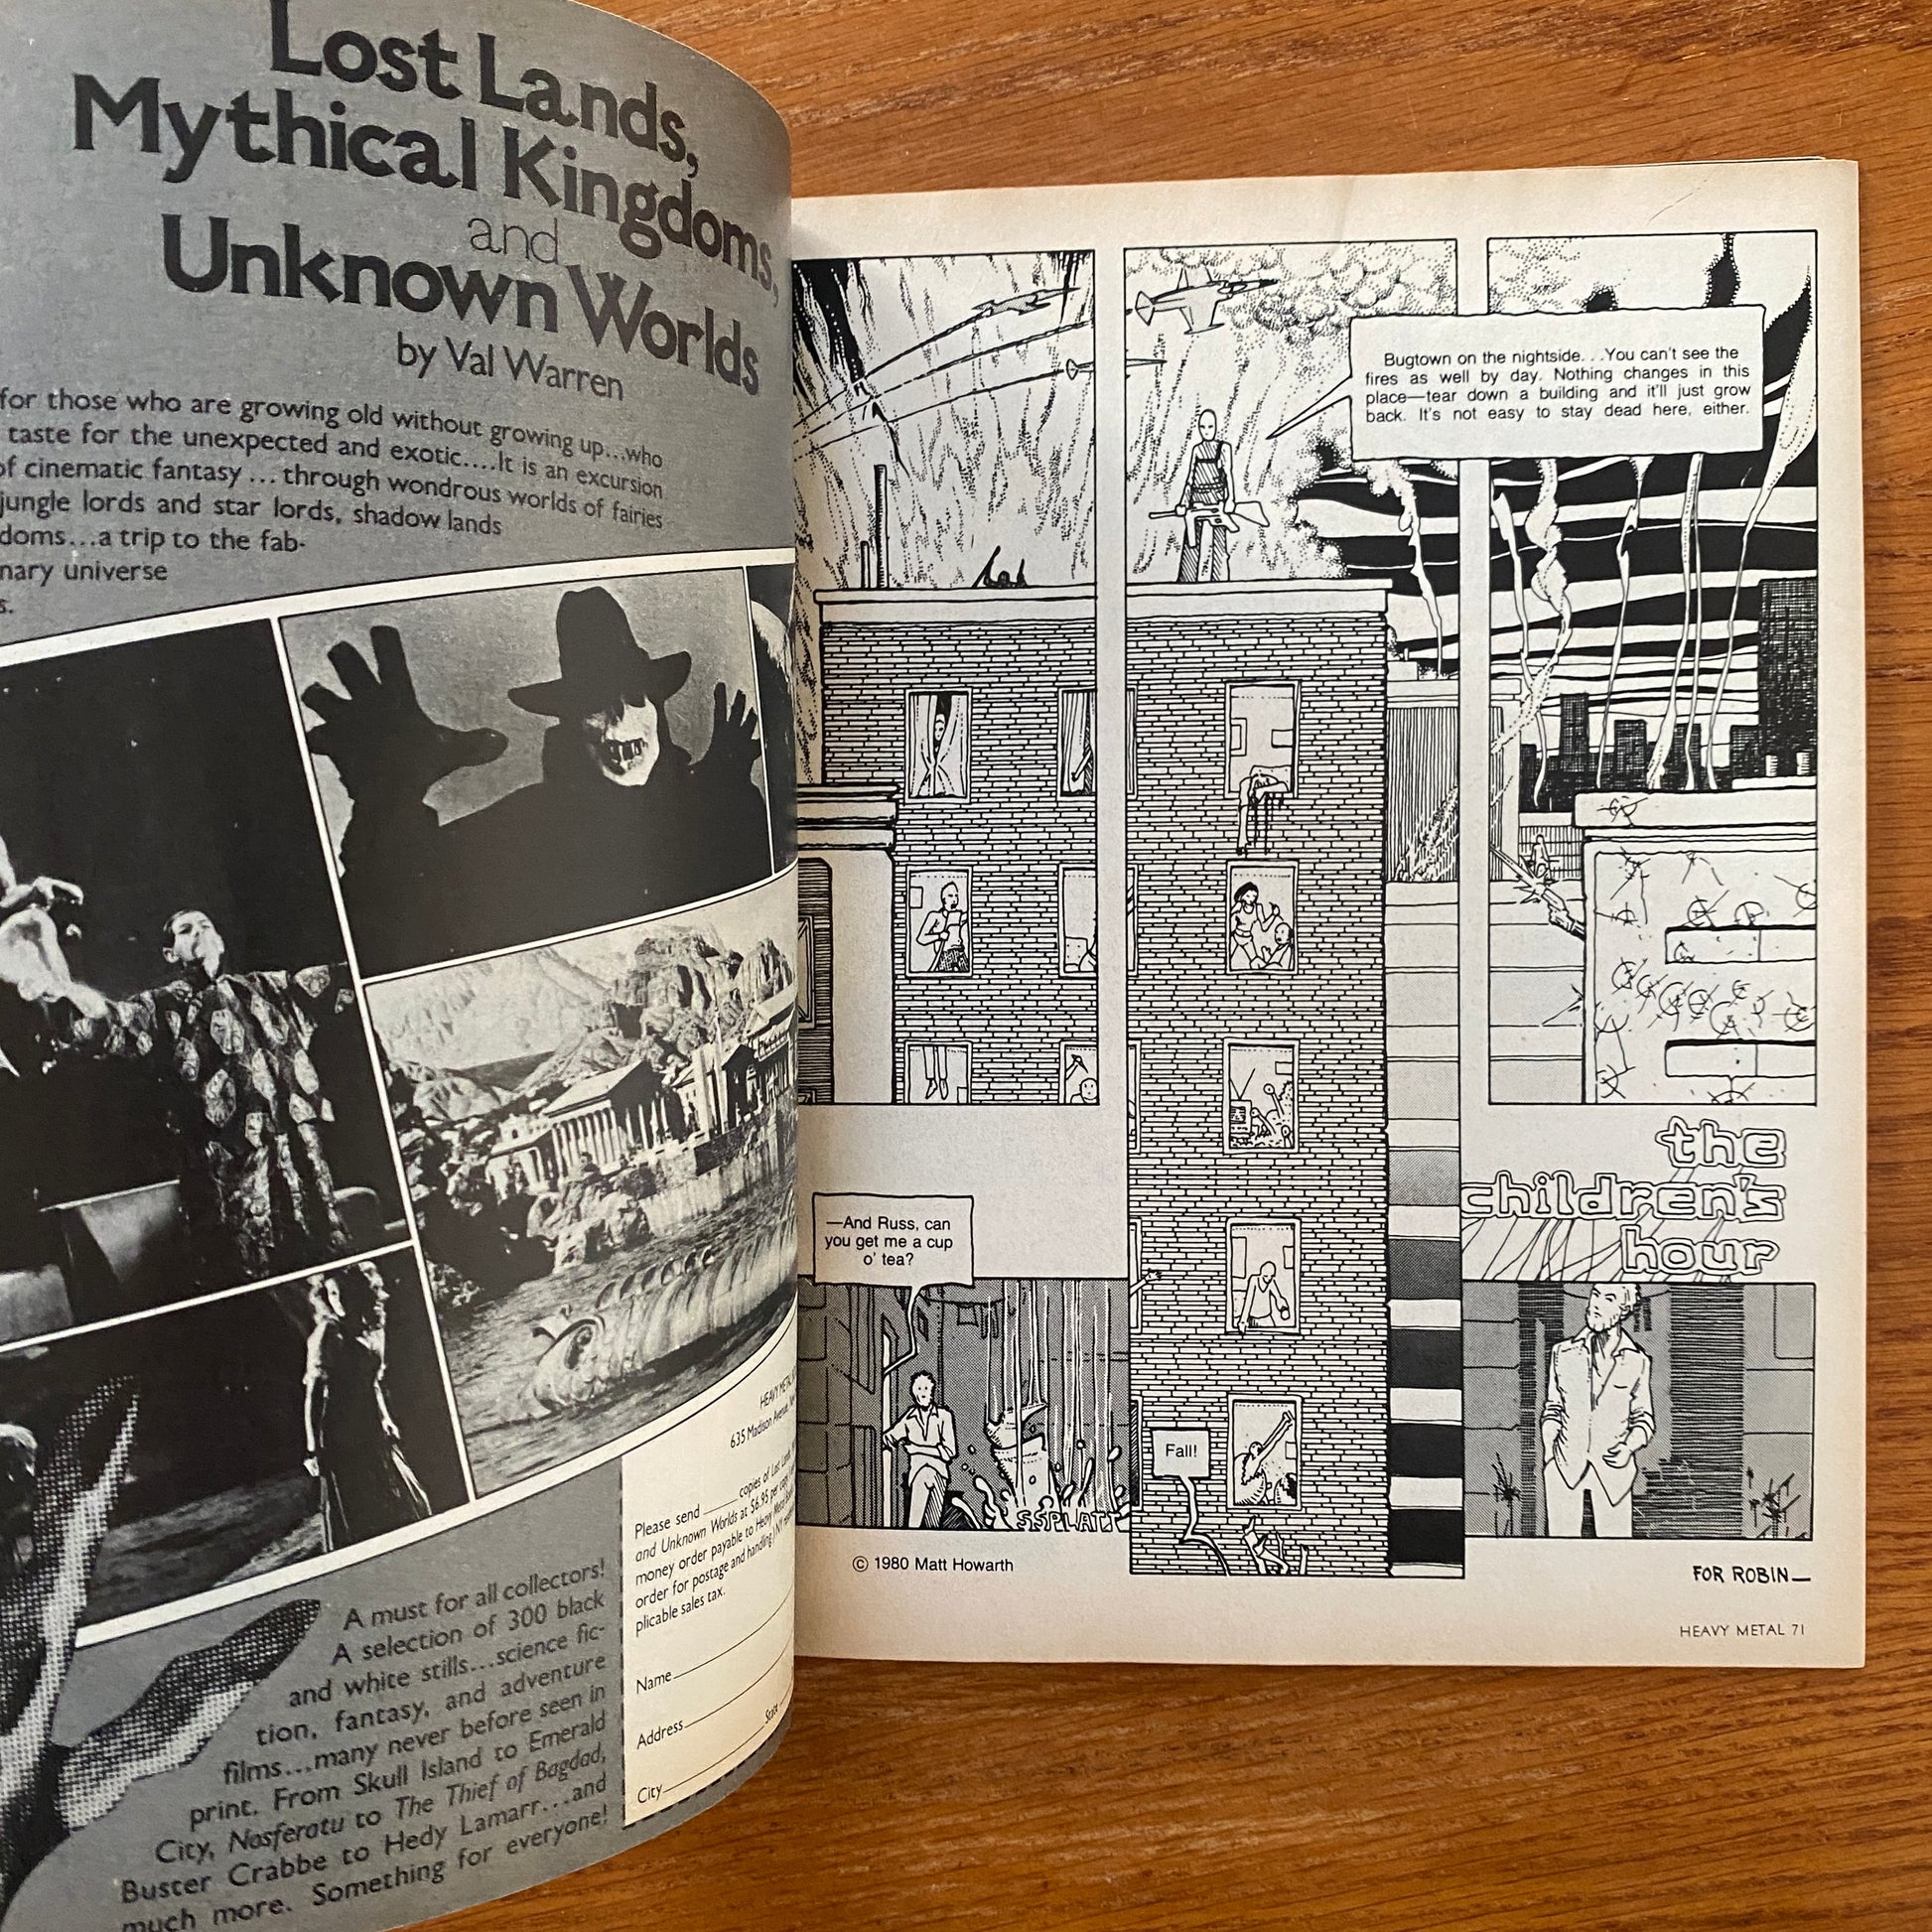 Lost Lands,
Mythical Kingdoms,
and
Unknown Worlds
by Val Warren
for those who are growing old without growing up...who
taste for the unexpected and exotic....It is an excursion
of cinematic fantasy...through wondrous worlds of fairies
jungle lords and star lords, shadow lands
doms...a trip to the fab-
nary universe
s.
A must for all collectors!
A selection of 300 black
and white stills...science fic-
tion, fantasy, and adventure
films...many never before seen in
print. From Skull Island to Emerald
City, Nosferatu to The Thief of Bagdad,
Buster Crabbe to Hedy Lamarr...and
much more. Something for everyone!
HEAVY METAL
635 Madison Avenue,
Please send ____ copies of Lost Lands
and Unknown Worlds at $6.95 per copy
money order payable to Heavy Metal
order for postage and handling
plicable sales tax.
Name
Address
State
City
Bugtown on the nightside. . .You can't see the
fires as well by day. Nothing changes in this
place—tear down a building and it'll just grow
back. It's not easy to stay dead here, either.
the
children's
hour
—And Russ, can
you get me a cup
o' tea?
Fall!
SSPLATS
© 1980 Matt Howarth
FOR ROBIN—
HEAVY METAL 71